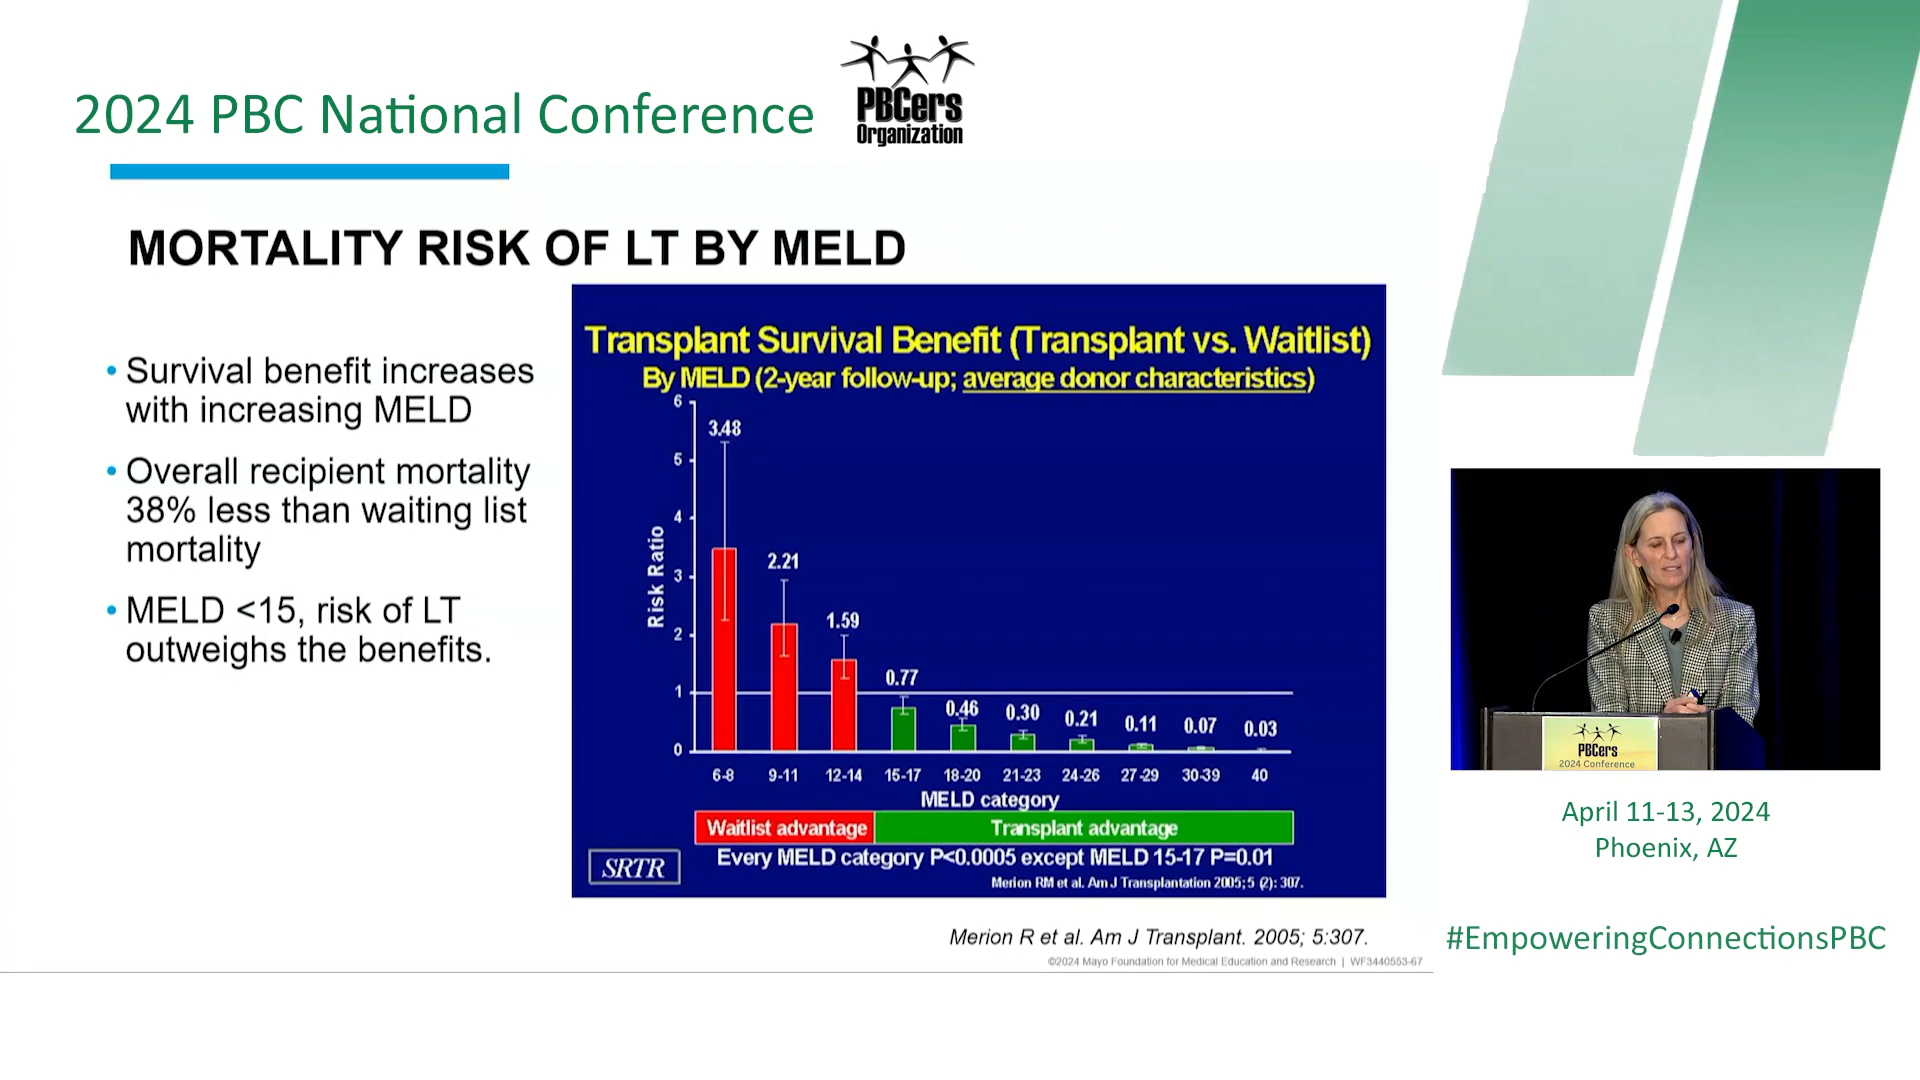 2024 PBC National Conference
PBCers
Organization
MORTALITY RISK OF LT BY MELD
• Survival benefit increases
with increasing MELD
• Overall recipient mortality
38% less than waiting list
mortality
• MELD <15, risk of LT
outweighs the benefits.
Transplant Survival Benefit (Transplant vs. Waitlist)
By MELD (2-year follow-up; average donor characteristics)
Risk Ratio
6
5
4
3
2
1
0
3.48
2.21
1.59
0.77
0.46
0.30
0.21
0.11
0.07
0.03
6-8 9-11 12-14 15-17 18-20 21-23 24-26 27-29 30-39 40
MELD category
Waitlist advantage Transplant advantage
Every MELD category P<0.0005 except MELD 15-17 P=0.01
SRTR
Merion RM et al. Am J Transplantation 2005; 5 (2): 307.
Merion R et al. Am J Transplant. 2005; 5:307.
©2024 Mayo Foundation for Medical Education and Research | WF3440553-67
PBCers
2024 Conference
April 11-13, 2024
Phoenix, AZ
#EmpoweringConnectionsPBC